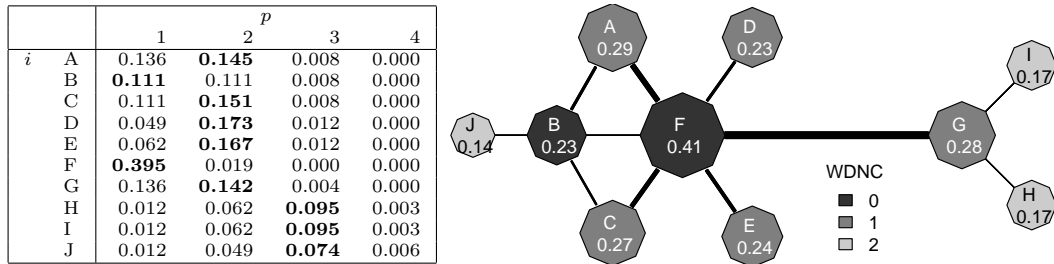 p
1 2 3 4
i A 0.136 0.145 0.008 0.000
B 0.111 0.111 0.008 0.000
C 0.111 0.151 0.008 0.000
D 0.049 0.173 0.012 0.000
E 0.062 0.167 0.012 0.000
F 0.395 0.019 0.000 0.000
G 0.136 0.142 0.004 0.000
H 0.012 0.062 0.095 0.003
I 0.012 0.062 0.095 0.003
J 0.012 0.049 0.074 0.006
A
0.29
D
0.23
I
0.17
J
0.14
B
0.23
F
0.41
G
0.28
C
0.27
E
0.24
H
0.17
WDNC
0
1
2